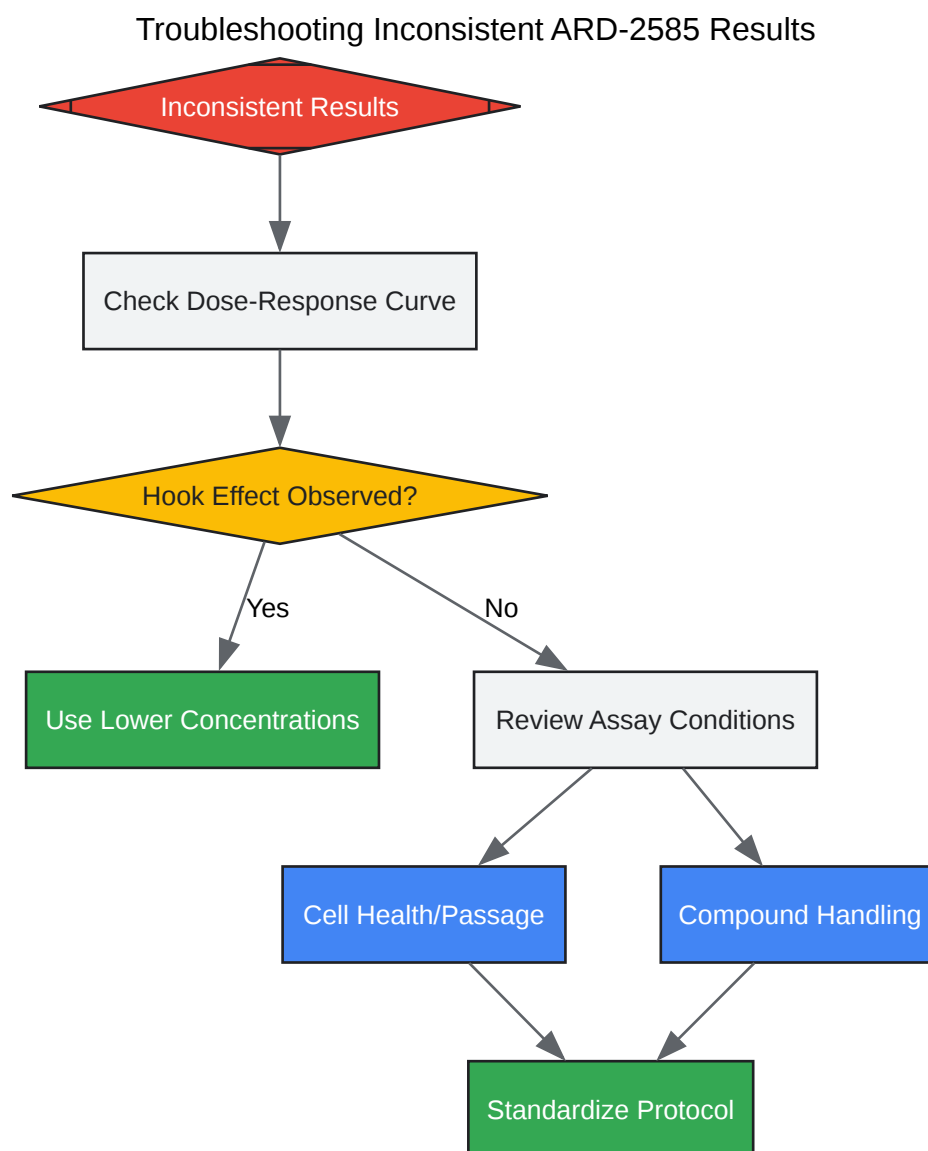 Troubleshooting Inconsistent ARD-2585 Results
Inconsistent Results
Check Dose-Response Curve
Hook Effect Observed?
Yes
No
Use Lower Concentrations
Review Assay Conditions
Cell Health/Passage
Compound Handling
Standardize Protocol